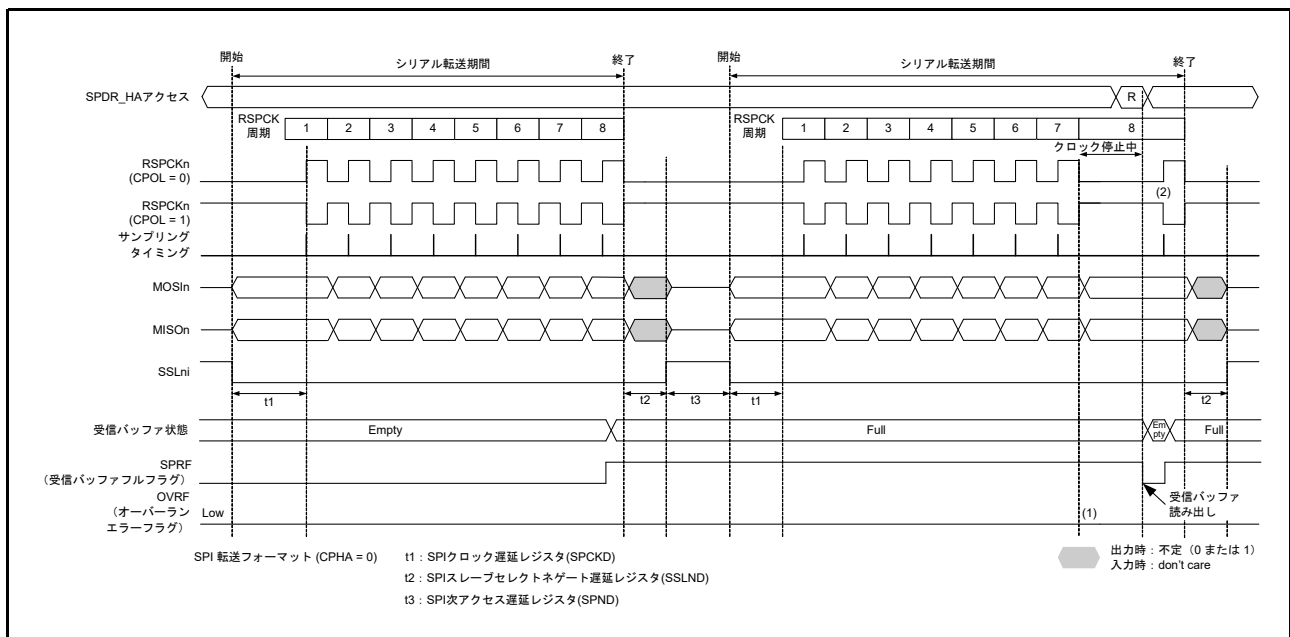 開始 終了 開始 終了
シリアル転送期間 シリアル転送期間
SPDR_HAアクセス R
RSPCK 周期 1 2 3 4 5 6 7 8 RSPCK 周期 1 2 3 4 5 6 7 8
クロック停止中
RSPCKn
(CPOL = 0)
(2)
RSPCKn
(CPOL = 1)
サンプリング
タイミング
MOSIn
MISOn
SSLni
t1 t2 t3 t1 t2
受信バッファ状態 Empty Full Em
pty Full
SPRF
(受信バッファフルフラグ)
受信バッファ
読み出し
OVRF
(オーバーラン
エラーフラグ)
Low (1)
SPI 転送フォーマット (CPHA = 0)
t1：SPIクロック遅延レジスタ(SPCKD)
t2：SPIスレーブセレクトネゲート遅延レジスタ(SSLND)
t3：SPI次アクセス遅延レジスタ(SPND)
出力時：不定（0 または 1）
入力時：don't care